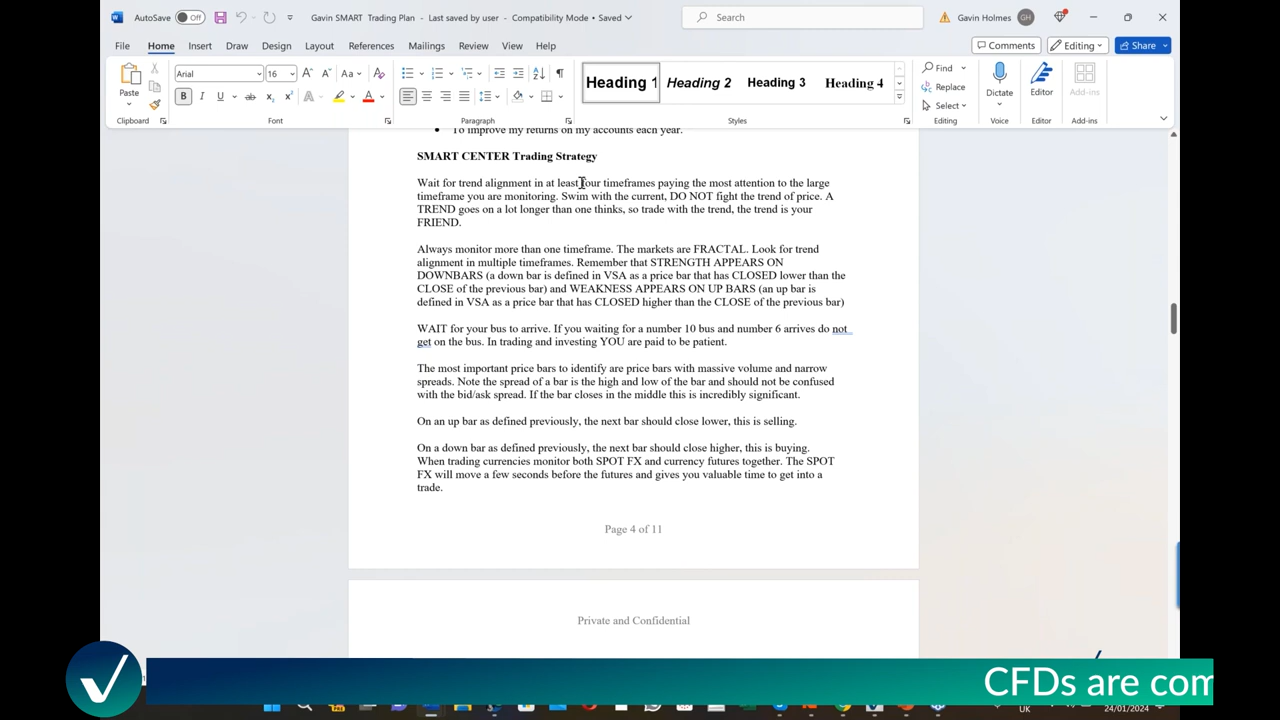 AutoSave Off Gavin SMART Trading Plan - Last saved by user - Compatibility Mode • Saved Search Gavin Holmes GH
File Home Insert Draw Design Layout References Mailings Review View Help Comments Editing Share
Paste Arial 16 Aa Heading 1 Heading 2 Heading 3 Heading 4 Find Replace Select Dictate Editor Add-ins
Clipboard Font Paragraph Styles Editing Voice Editor Add-ins
• To improve my returns on my accounts each year.
SMART CENTER Trading Strategy
Wait for trend alignment in at least four timeframes paying the most attention to the large
timeframe you are monitoring. Swim with the current, DO NOT fight the trend of price. A
TREND goes on a lot longer than one thinks, so trade with the trend, the trend is your
FRIEND.
Always monitor more than one timeframe. The markets are FRACTAL. Look for trend
alignment in multiple timeframes. Remember that STRENGTH APPEARS ON
DOWNBARS (a down bar is defined in VSA as a price bar that has CLOSED lower than the
CLOSE of the previous bar) and WEAKNESS APPEARS ON UP BARS (an up bar is
defined in VSA as a price bar that has CLOSED higher than the CLOSE of the previous bar)
WAIT for your bus to arrive. If you waiting for a number 10 bus and number 6 arrives do not
get on the bus. In trading and investing YOU are paid to be patient.
The most important price bars to identify are price bars with massive volume and narrow
spreads. Note the spread of a bar is the high and low of the bar and should not be confused
with the bid/ask spread. If the bar closes in the middle this is incredibly significant.
On an up bar as defined previously, the next bar should close lower, this is selling.
On a down bar as defined previously, the next bar should close higher, this is buying.
When trading currencies monitor both SPOT FX and currency futures together. The SPOT
FX will move a few seconds before the futures and gives you valuable time to get into a
trade.
Page 4 of 11
Private and Confidential
CFDs are com
UK 24/01/2024